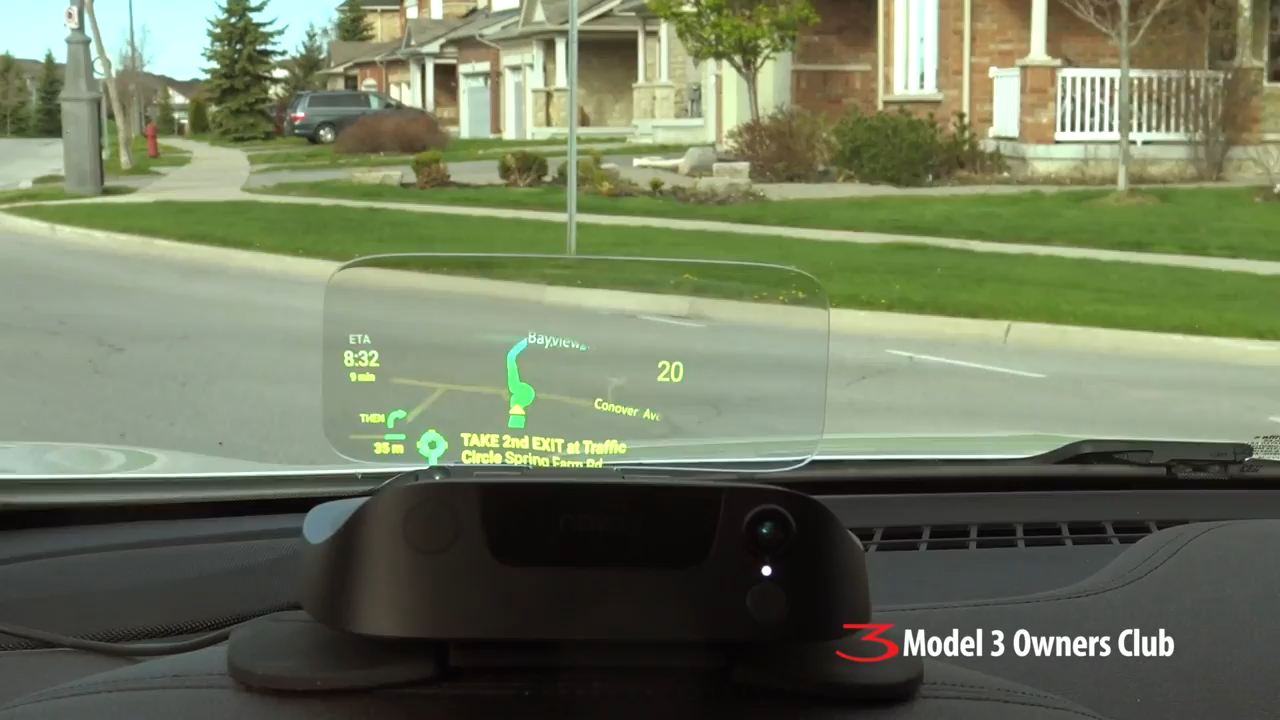 Bayview
ETA
8:32
9 min
20
Conover Ave
THEN
35 m
TAKE 2nd EXIT at Traffic
Circle Spring Farm Rd
3 Model 3 Owners Club